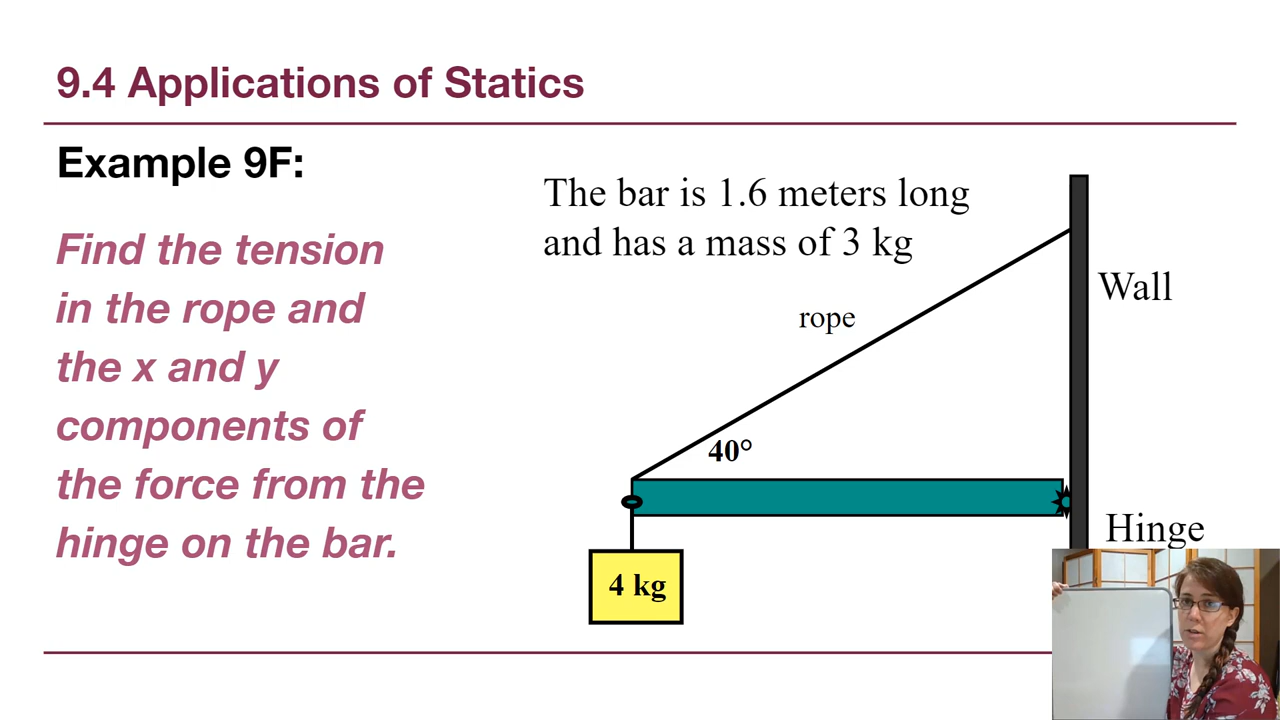 9.4 Applications of Statics
Example 9F:
Find the tension
in the rope and
the x and y
components of
the force from the
hinge on the bar.
The bar is 1.6 meters long
and has a mass of 3 kg
Wall
rope
40°
Hinge
4 kg